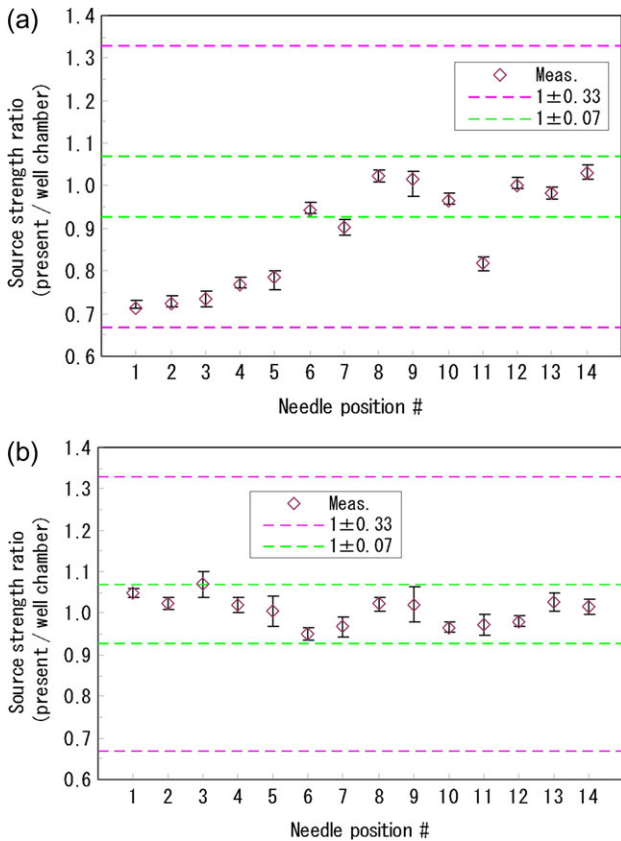 (a)
1.4
1.3
1.2
1.1
1.0
0.9
0.8
0.7
0.6
Source strength ratio
(present / well chamber)
Meas.
1±0.33
1±0.07
1 2 3 4 5 6 7 8 9 10 11 12 13 14
Needle position #
(b)
1.4
1.3
1.2
1.1
1.0
0.9
0.8
0.7
0.6
Source strength ratio
(present / well chamber)
Meas.
1±0.33
1±0.07
1 2 3 4 5 6 7 8 9 10 11 12 13 14
Needle position #